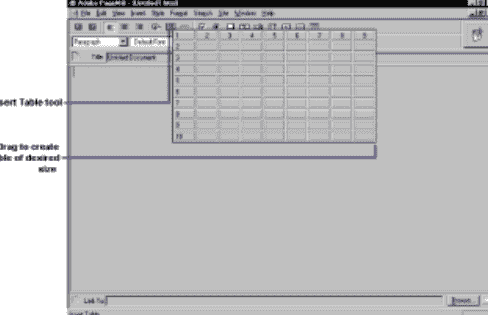 Adobe PageMill - [Untitled.html]
File Edit View Insert Style Format Search Site Window Help
1 2 3 4 5 6 7 8 9
Paragraph Default Font
2
Title: Untitled Document
3
4
5
6
sert Table tool
7
8
9
10
Drag to create
ble of desired
size
Link To:
Browse...
Insert Table